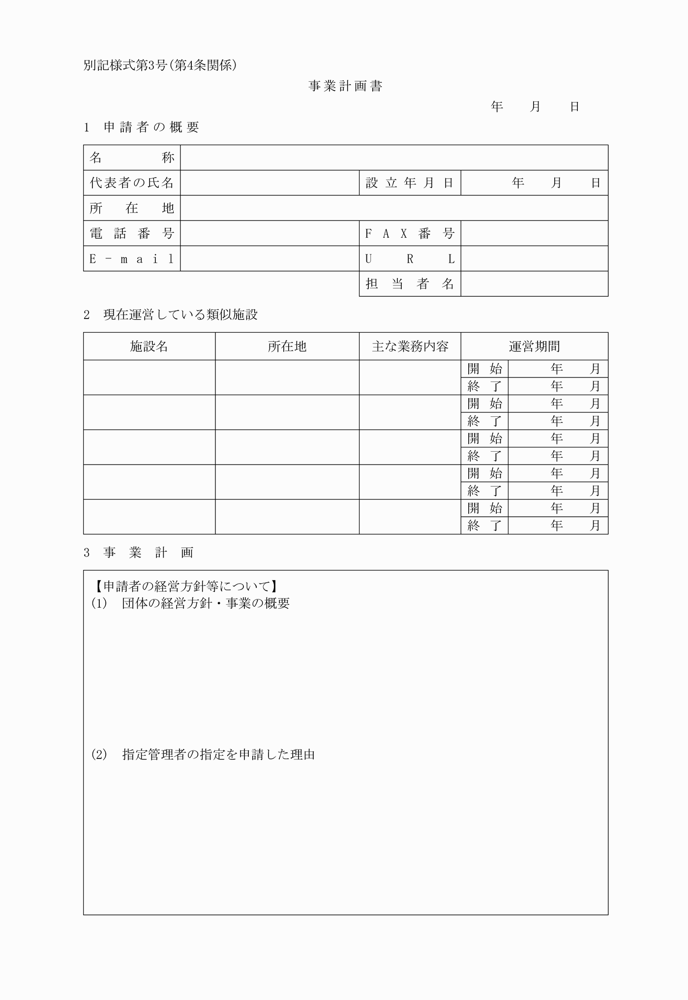 別記様式第3号(第4条関係)
事業計画書
年　月　日
1　申請者の概要
名称
代表者の氏名　設立年月日　年　月　日
所在地
電話番号　FAX番号
E-mail　URL
担当者名
2　現在運営している類似施設
施設名　所在地　主な業務内容　運営期間
開始　年　月
終了　年　月
開始　年　月
終了　年　月
開始　年　月
終了　年　月
開始　年　月
終了　年　月
開始　年　月
終了　年　月
3　事業計画
【申請者の経営方針等について】
(1)　団体の経営方針・事業の概要
(2)　指定管理者の指定を申請した理由